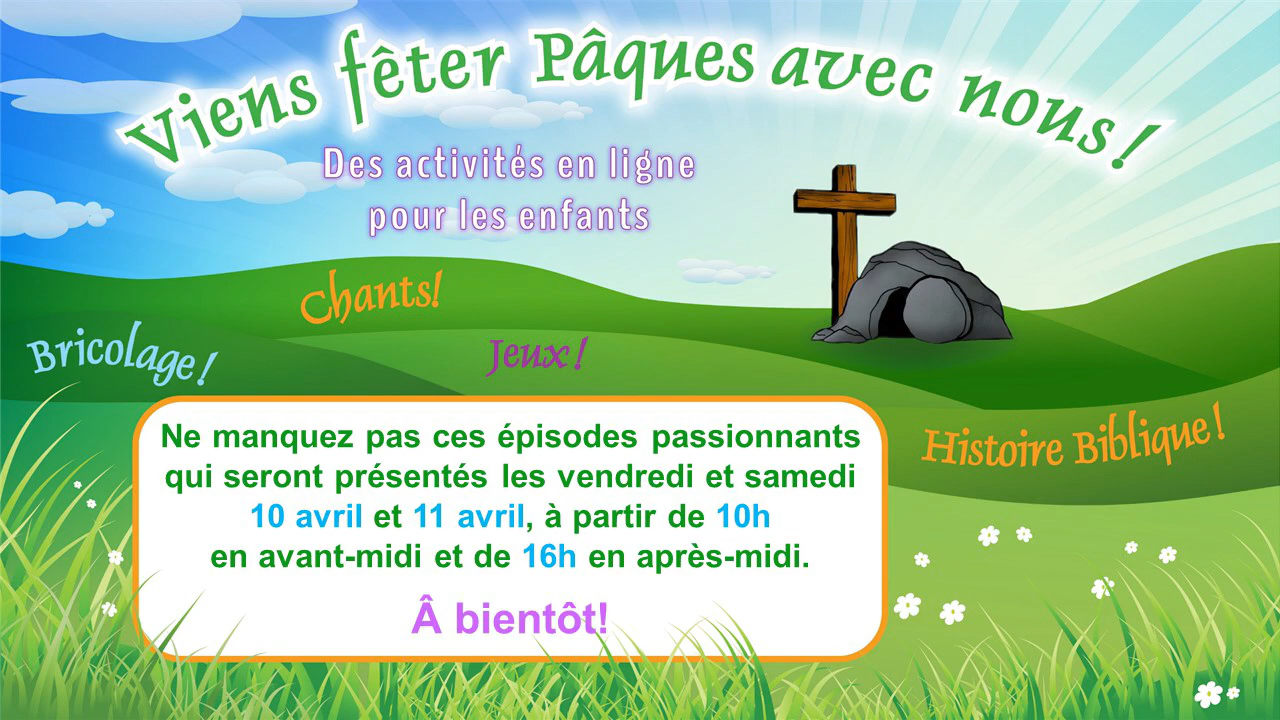 Viens fêter Pâques avec nous !
Des activités en ligne
pour les enfants
Chants!
Bricolage !
Jeux !
Histoire Biblique !
Ne manquez pas ces épisodes passionnants
qui seront présentés les vendredi et samedi
10 avril et 11 avril, à partir de 10h
en avant-midi et de 16h en après-midi.
Â bientôt!